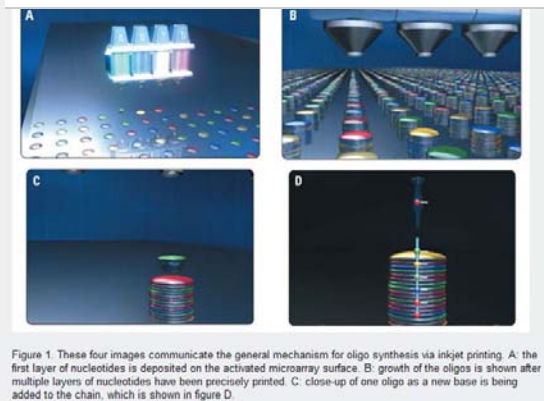 A
B
C
D
Figure 1. These four images communicate the general mechanism for oligo synthesis via inkjet printing. A: the
first layer of nucleotides is deposited on the activated microarray surface. B: growth of the oligos is shown after
multiple layers of nucleotides have been precisely printed. C: close-up of one oligo as a new base is being
added to the chain, which is shown in figure D.